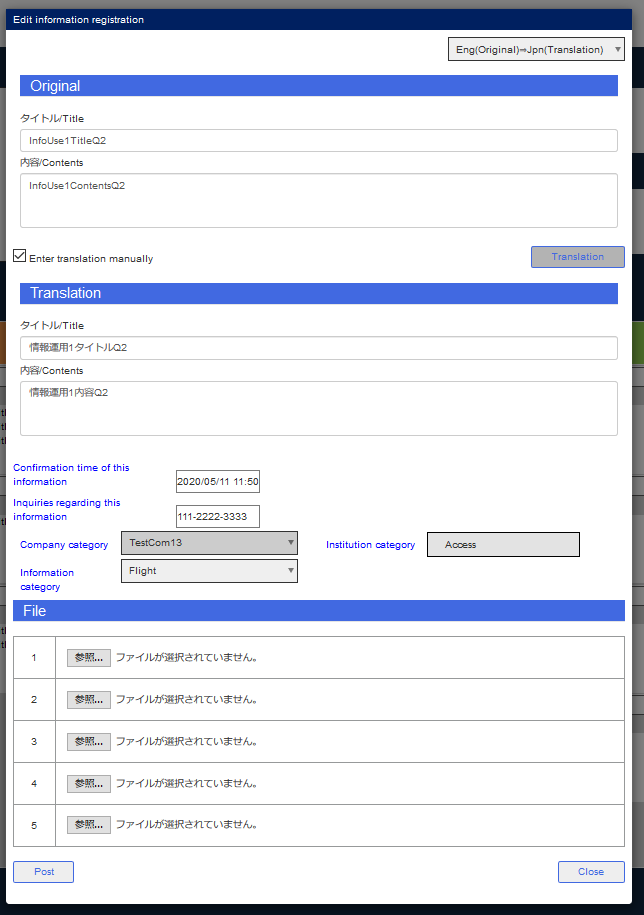 Edit information registration
Eng(Original)⇒Jpn(Translation)
Original
タイトル/Title
InfoUse1TitleQ2
内容/Contents
InfoUse1ContentsQ2
Enter translation manually
Translation
Translation
タイトル/Title
情報運用1タイトルQ2
内容/Contents
情報運用1内容Q2
Confirmation time of this
information
2020/05/11 11:50
Inquiries regarding this
information
111-2222-3333
Company category
TestCom13
Institution category
Access
Information
category
Flight
File
1 参照... ファイルが選択されていません。
2 参照... ファイルが選択されていません。
3 参照... ファイルが選択されていません。
4 参照... ファイルが選択されていません。
5 参照... ファイルが選択されていません。
Post
Close